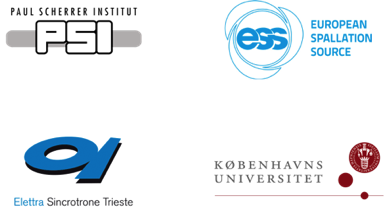 PAUL SCHERRER INSTITUT
PSI
ess
EUROPEAN
SPALLATION
SOURCE
Elettra Sincrotrone Trieste
KØBENHAVNS
UNIVERSITET